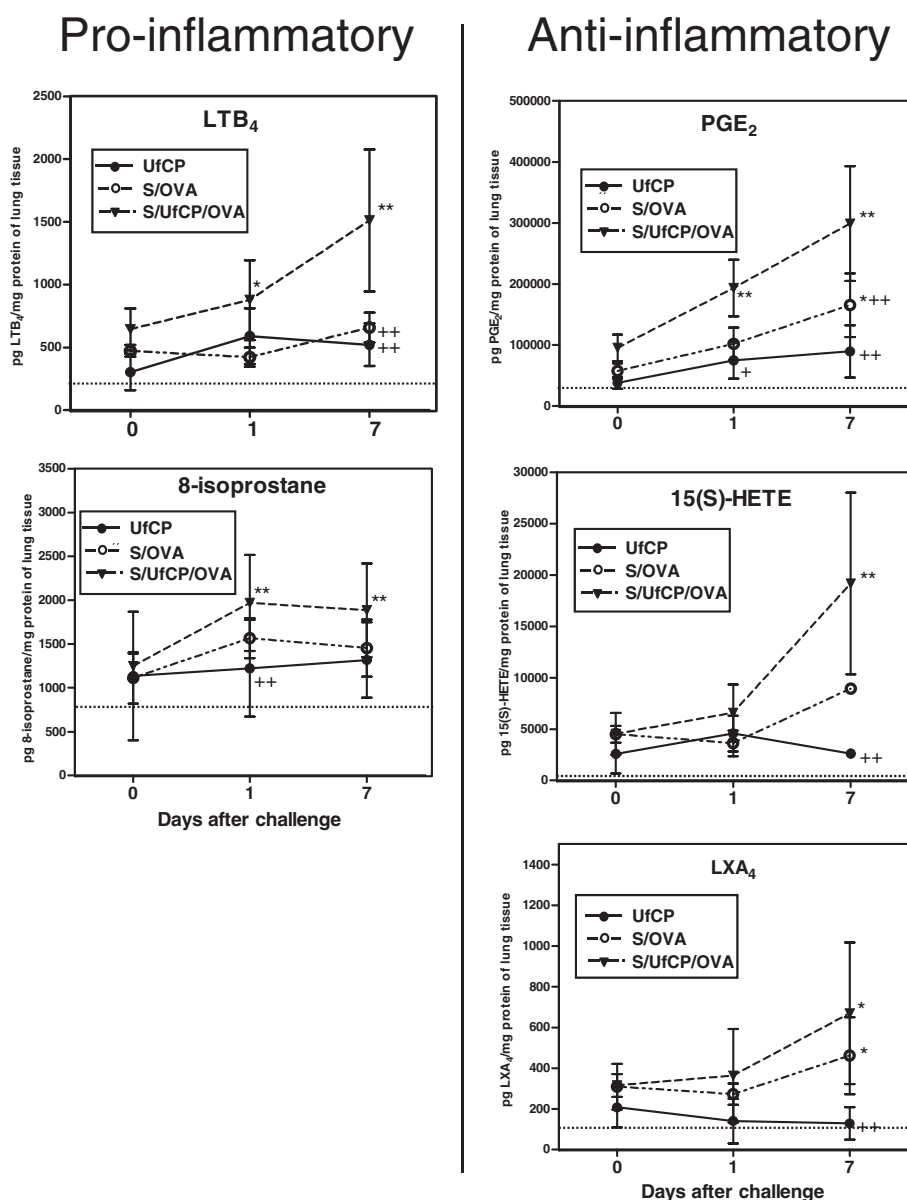 Pro-inflammatory
Anti-inflammatory
LTB4
pg LTB4/mg protein of lung tissue
2500
2000
1500
1000
500
0
UfCP
S/OVA
S/UfCP/OVA
*
**
++
++
0 1 7
8-isoprostane
pg 8-isoprostane/mg protein of lung tissue
3500
3000
2500
2000
1500
1000
500
0
UfCP
S/OVA
S/UfCP/OVA
**
**
++
0 1 7
Days after challenge
PGE2
pg PGE2/mg protein of lung tissue
500000
400000
300000
200000
100000
0
UfCP
S/OVA
S/UfCP/OVA
**
**
*++
++
+
0 1 7
15(S)-HETE
pg 15(S)-HETE/mg protein of lung tissue
30000
25000
20000
15000
10000
5000
0
UfCP
S/OVA
S/UfCP/OVA
**
++
0 1 7
LXA4
pg LXA4/mg protein of lung tissue
1400
1200
1000
800
600
400
200
0
UfCP
S/OVA
S/UfCP/OVA
*
*
++
0 1 7
Days after challenge